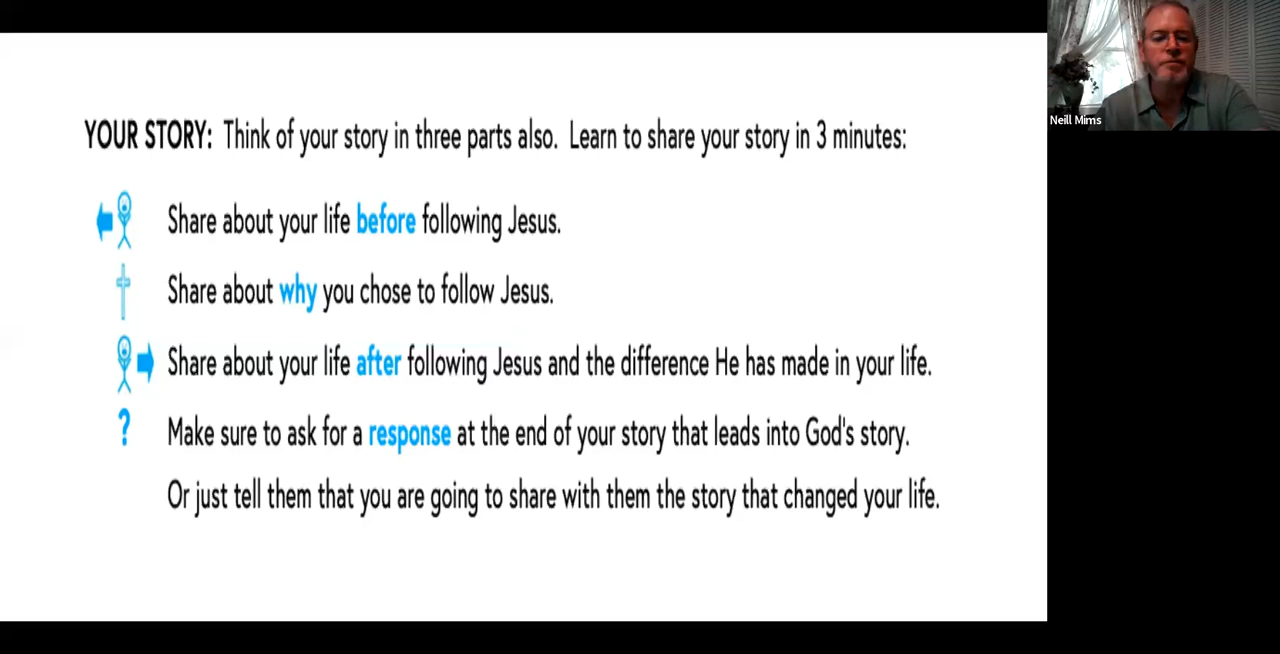 YOUR STORY: Think of your story in three parts also. Learn to share your story in 3 minutes:
Share about your life before following Jesus.
Share about why you chose to follow Jesus.
Share about your life after following Jesus and the difference He has made in your life.
? Make sure to ask for a response at the end of your story that leads into God's story.
Or just tell them that you are going to share with them the story that changed your life.
Neill Mims